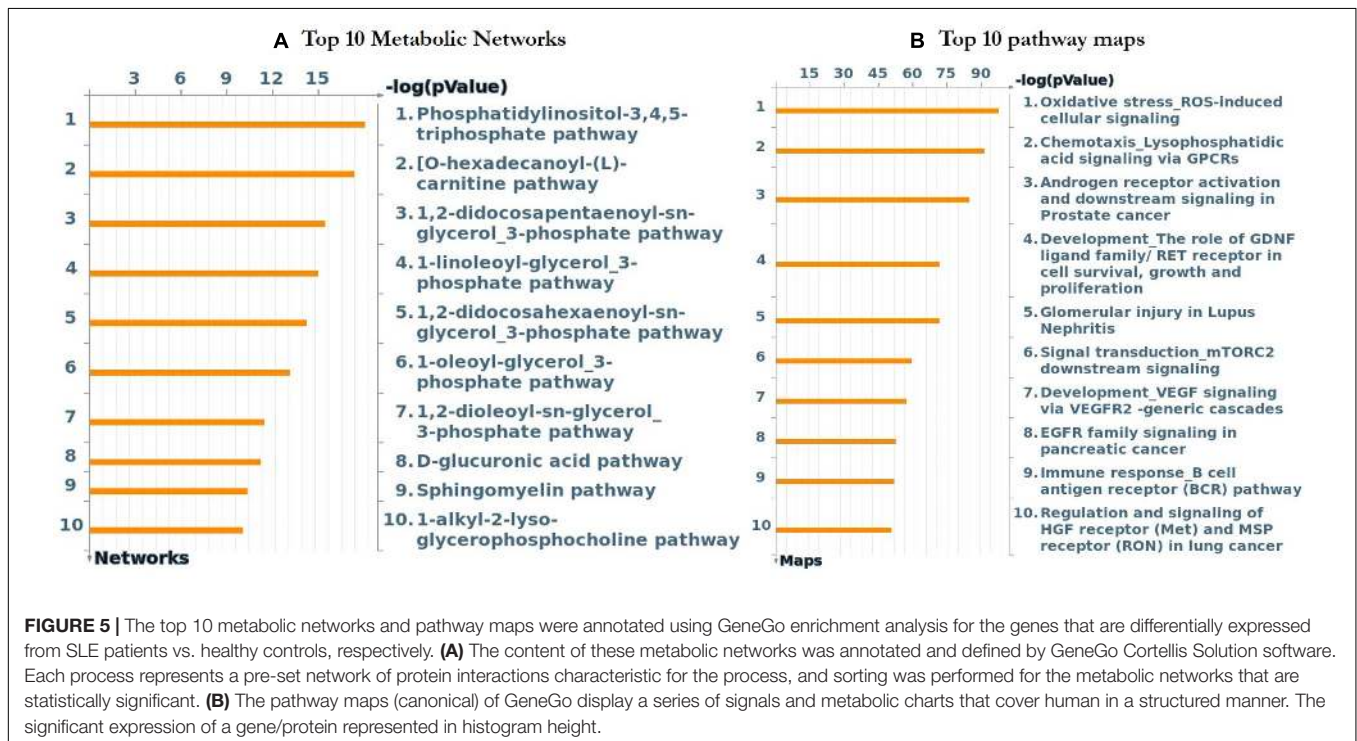 A Top 10 Metabolic Networks
3 6 9 12 15
-log(pValue)
1
2
3
4
5
6
7
8
9
10
Networks
1. Phosphatidylinositol-3,4,5-
triphosphate pathway
2. [O-hexadecanoyl-(L)-
carnitine pathway
3. 1,2-didocosapentaenoyl-sn-
glycerol_3-phosphate pathway
4. 1-linoleoyl-glycerol_3-
phosphate pathway
5. 1,2-didocosahexaenoyl-sn-
glycerol_3-phosphate pathway
6. 1-oleoyl-glycerol_3-
phosphate pathway
7. 1,2-dioleoyl-sn-glycerol_
3-phosphate pathway
8. D-glucuronic acid pathway
9. Sphingomyelin pathway
10. 1-alkyl-2-lyso-
glycerophosphocholine pathway
B Top 10 pathway maps
15 30 45 60 75 90
-log(pValue)
1
2
3
4
5
6
7
8
9
10
Maps
1. Oxidative stress_ROS-induced
cellular signaling
2. Chemotaxis_Lysophosphatidic
acid signaling via GPCRs
3. Androgen receptor activation
and downstream signaling in
Prostate cancer
4. Development_The role of GDNF
ligand family/ RET receptor in
cell survival, growth and
proliferation
5. Glomerular injury in Lupus
Nephritis
6. Signal transduction_mTORC2
downstream signaling
7. Development_VEGF signaling
via VEGFR2 -generic cascades
8. EGFR family signaling in
pancreatic cancer
9. Immune response_B cell
antigen receptor (BCR) pathway
10. Regulation and signaling of
HGF receptor (Met) and MSP
receptor (RON) in lung cancer
FIGURE 5 | The top 10 metabolic networks and pathway maps were annotated using GeneGo enrichment analysis for the genes that are differentially expressed
from SLE patients vs. healthy controls, respectively. (A) The content of these metabolic networks was annotated and defined by GeneGo Cortellis Solution software.
Each process represents a pre-set network of protein interactions characteristic for the process, and sorting was performed for the metabolic networks that are
statistically significant. (B) The pathway maps (canonical) of GeneGo display a series of signals and metabolic charts that cover human in a structured manner. The
significant expression of a gene/protein represented in histogram height.